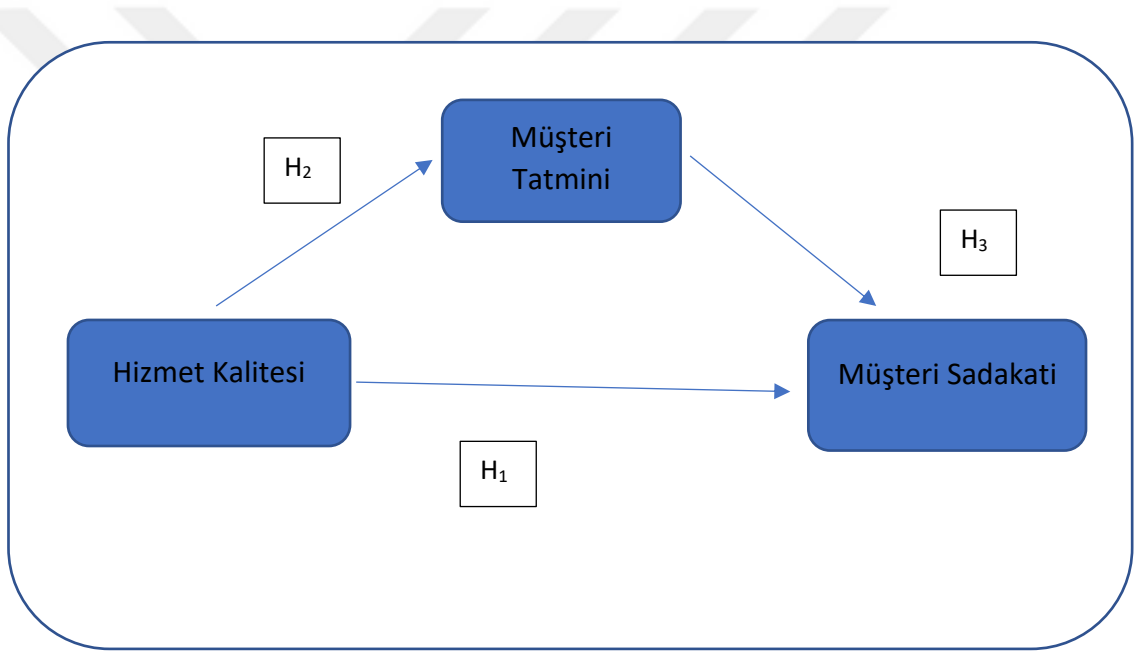 Müşteri
Tatmini
H₂
H₃
Hizmet Kalitesi
Müşteri Sadakati
H₁